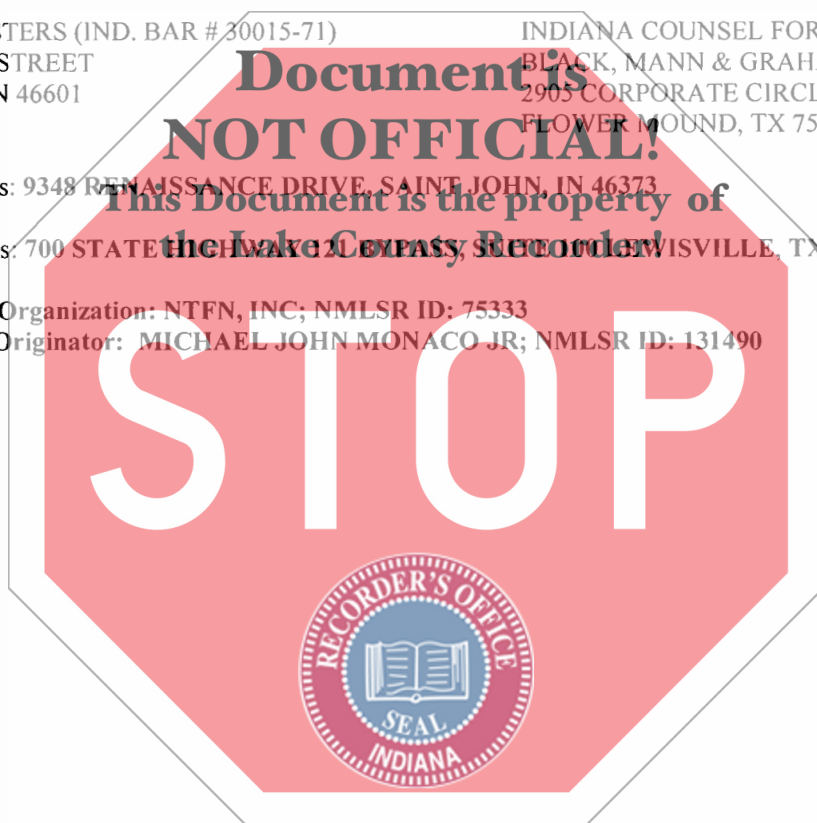 STERS (IND. BAR # 30015-71)
STREET
N 46601
INDIANA COUNSEL FOR
BLACK, MANN & GRAH
2905 CORPORATE CIRCL
FLOWER MOUND, TX 75
Document is
NOT OFFICIAL!
This Document is the property of
the Lake County Recorder!
s: 9348 RENAISSANCE DRIVE, SAINT JOHN, IN 46373
s: 700 STATE HIGHWAY 121 BYPASS, SUITE LEWISVILLE, TX
Organization: NTFN, INC; NMLSR ID: 75333
Originator: MICHAEL JOHN MONACO JR; NMLSR ID: 131490
STOP
RECORDER'S OFFICE
SEAL
INDIANA